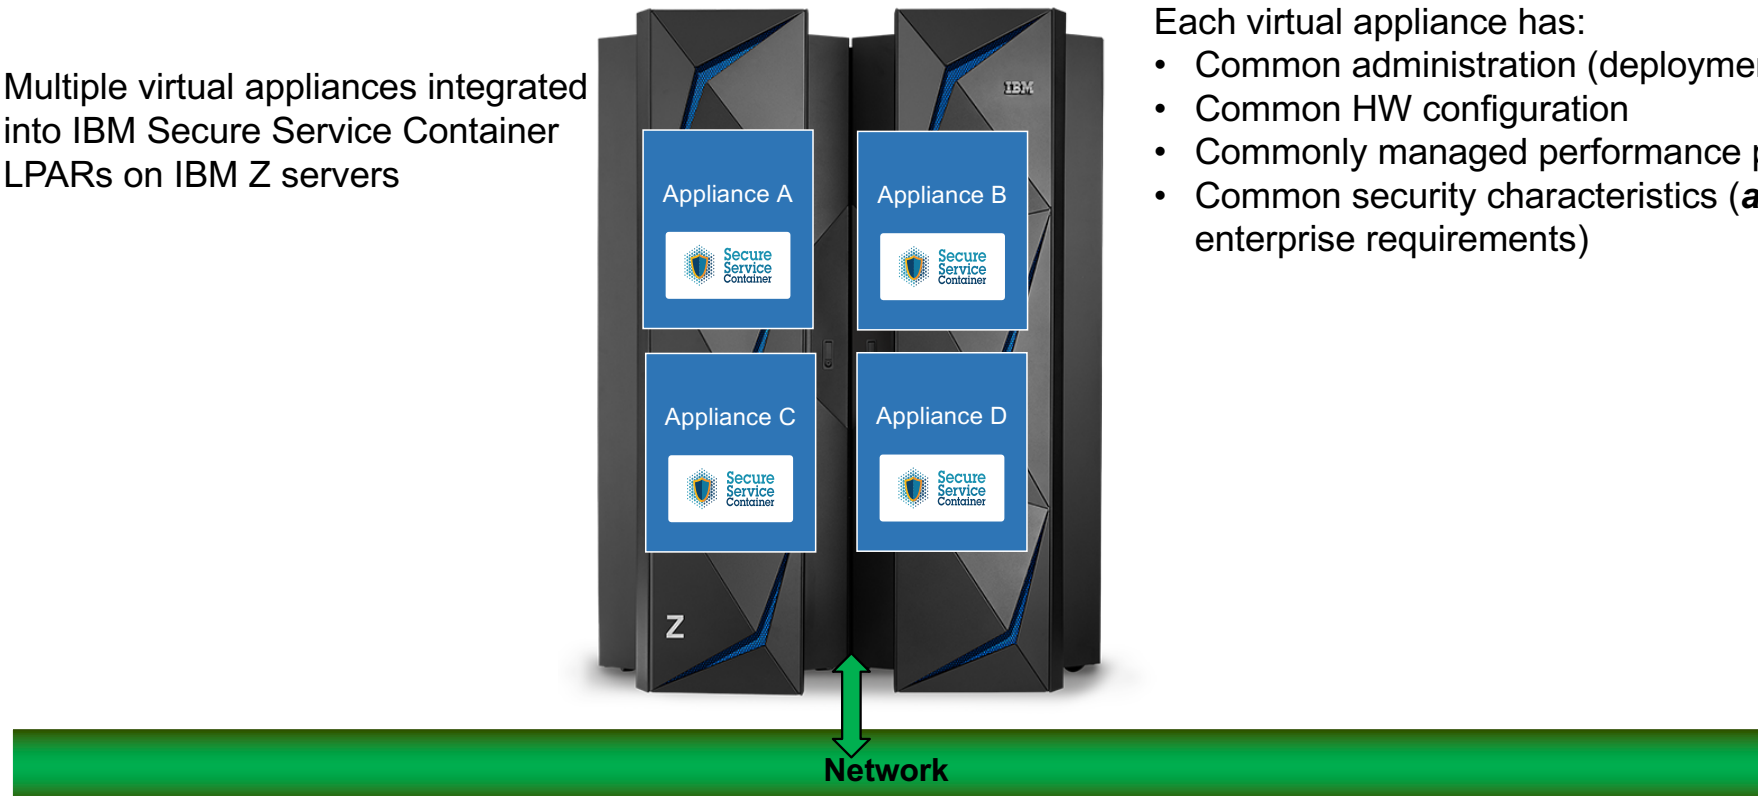 Multiple virtual appliances integrated
into IBM Secure Service Container
LPARs on IBM Z servers
Each virtual appliance has:
• Common administration (deployment
• Common HW configuration
• Commonly managed performance
• Common security characteristics (
enterprise requirements)
IBM
Appliance A
Secure
Service
Container
Appliance B
Secure
Service
Container
Appliance C
Secure
Service
Container
Appliance D
Secure
Service
Container
Z
Network